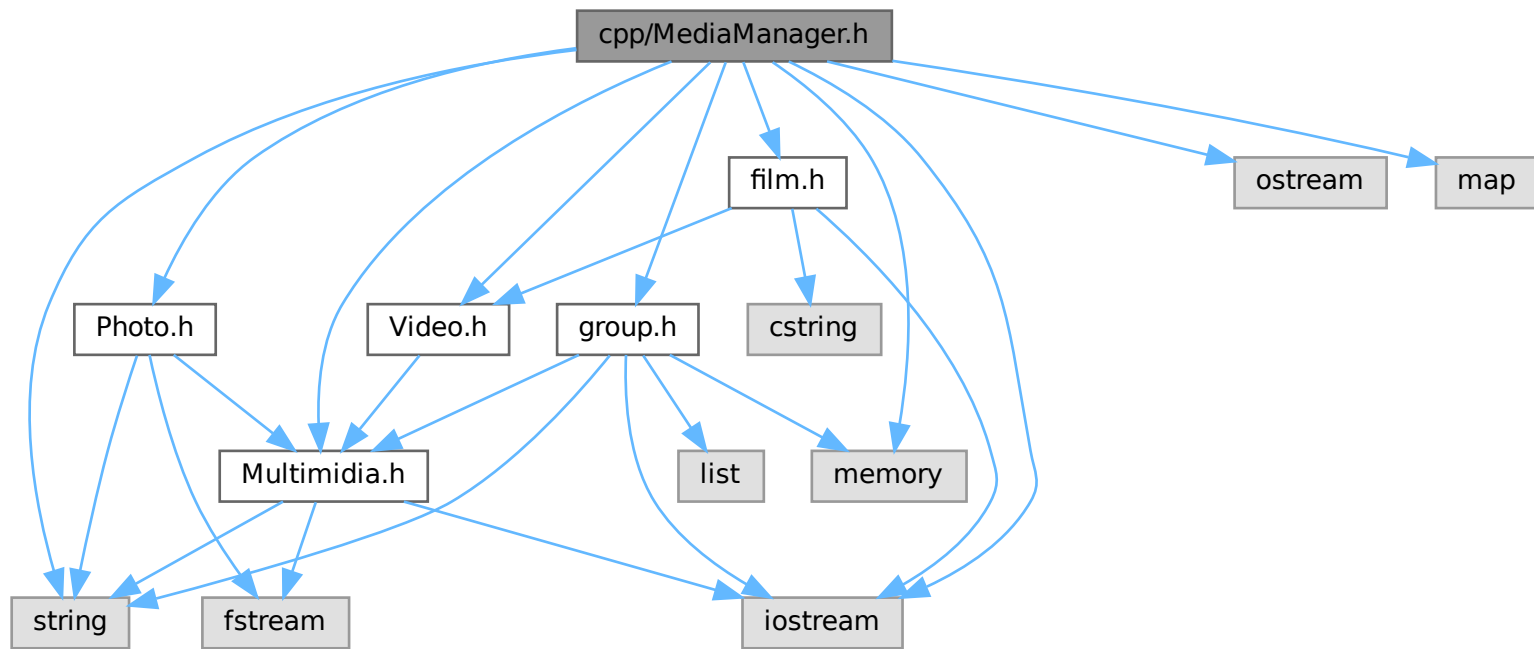 cpp/MediaManager.h
film.h
ostream
map
Photo.h
Video.h
group.h
cstring
Multimidia.h
list
memory
string
fstream
iostream